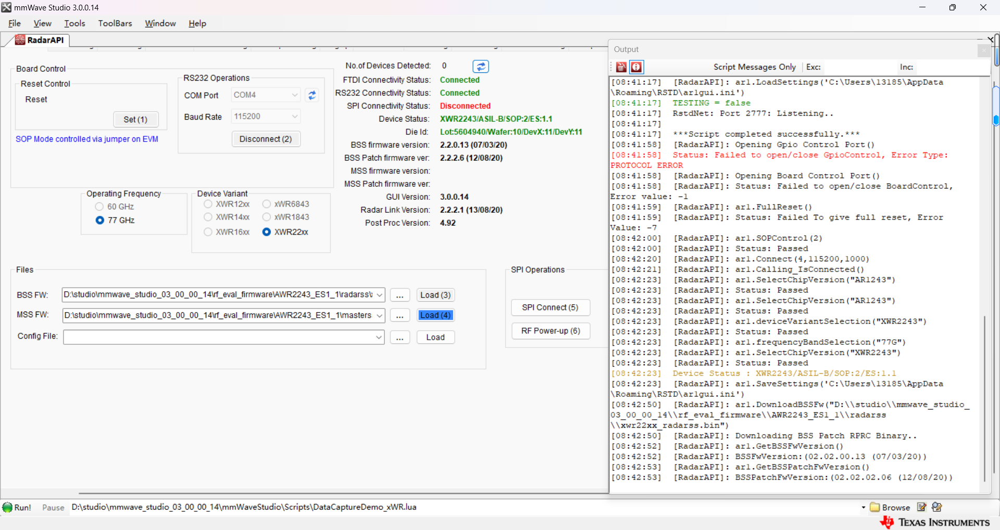 mmWave Studio 3.0.0.14
File View Tools ToolBars Window Help
RadarAPI
Board Control
Reset Control
Reset
Set (1)
SOP Mode controlled via jumper on EVM
RS232 Operations
COM Port COM4
Baud Rate 115200
Disconnect (2)
Operating Frequency
60 GHz
77 GHz
Device Variant
XWR12xx xWR6843
XWR14xx xWR1843
XWR16xx XWR22xx
No.of Devices Detected: 0
FTDI Connectivity Status: Connected
RS232 Connectivity Status: Connected
SPI Connectivity Status: Disconnected
Device Status: XWR2243/ASIL-B/SOP:2/ES:1.1
Die Id: Lot:5604940/Wafer:10/DevX:11/DevY:11
BSS firmware version: 2.2.0.13 (07/03/20)
BSS Patch firmware ver: 2.2.2.6 (12/08/20)
MSS firmware version:
MSS Patch firmware ver:
GUI Version: 3.0.0.14
Radar Link Version: 2.2.2.1 (13/08/20)
Post Proc Version: 4.92
Files
BSS FW: D:\studio\mmwave_studio_03_00_00_14\rf_eval_firmware\AWR2243_ES1_1\radarss\ ... Load (3)
MSS FW: D:\studio\mmwave_studio_03_00_00_14\rf_eval_firmware\AWR2243_ES1_1\masters ... Load (4)
Config File: ... Load
SPI Operations
SPI Connect (5)
RF Power-up (6)
Output
Script Messages Only Exc: Inc:
[08:41:17] [RadarAPI]: ar1.LoadSettings('C:\Users\13185\AppData
\Roaming\RSTD\ar1gui.ini')
[08:41:17] TESTING = false
[08:41:17] RstdNet: Port 2777: Listening..
[08:41:17]
[08:41:17] ***Script completed successfully.***
[08:41:58] [RadarAPI]: Opening Gpio Control Port()
[08:41:58] Status: Failed to open/close GpioControl, Error Type:
PROTOCOL ERROR
[08:41:58] [RadarAPI]: Opening Board Control Port()
[08:41:58] [RadarAPI]: Status: Failed to open/close BoardControl,
Error value: -1
[08:41:59] [RadarAPI]: ar1.FullReset()
[08:41:59] [RadarAPI]: Status: Failed To give full reset, Error
Value: -7
[08:42:00] [RadarAPI]: ar1.SOPControl(2)
[08:42:00] [RadarAPI]: Status: Passed
[08:42:20] [RadarAPI]: ar1.Connect(4,115200,1000)
[08:42:21] [RadarAPI]: ar1.Calling_IsConnected()
[08:42:23] [RadarAPI]: ar1.SelectChipVersion("AR1243")
[08:42:23] [RadarAPI]: Status: Passed
[08:42:23] [RadarAPI]: ar1.SelectChipVersion("AR1243")
[08:42:23] [RadarAPI]: Status: Passed
[08:42:23] [RadarAPI]: ar1.deviceVariantSelection("XWR2243")
[08:42:23] [RadarAPI]: Status: Passed
[08:42:23] [RadarAPI]: ar1.frequencyBandSelection("77G")
[08:42:23] [RadarAPI]: ar1.SelectChipVersion("XWR2243")
[08:42:23] [RadarAPI]: Status: Passed
[08:42:23] Device Status : XWR2243/ASIL-B/SOP:2/ES:1.1
[08:42:23] [RadarAPI]: ar1.SaveSettings('C:\Users\13185\AppData
\Roaming\RSTD\ar1gui.ini')
[08:42:50] [RadarAPI]: ar1.DownloadBSSFw("D:\\studio\\mmwave_studio_
03_00_00_14\\rf_eval_firmware\\AWR2243_ES1_1\\radarss
\\xwr22xx_radarss.bin")
[08:42:50] [RadarAPI]: Downloading BSS Patch RPRC Binary..
[08:42:52] [RadarAPI]: ar1.GetBSSFwVersion()
[08:42:52] [RadarAPI]: BSSFwVersion:(02.02.00.13 (07/03/20))
[08:42:53] [RadarAPI]: ar1.GetBSSPatchFwVersion()
[08:42:53] [RadarAPI]: BSSPatchFwVersion:(02.02.02.06 (12/08/20))
Run! Pause D:\studio\mmwave_studio_03_00_00_14\mmWaveStudio\Scripts\DataCaptureDemo_xWR.lua Browse
TEXAS INSTRUMENTS